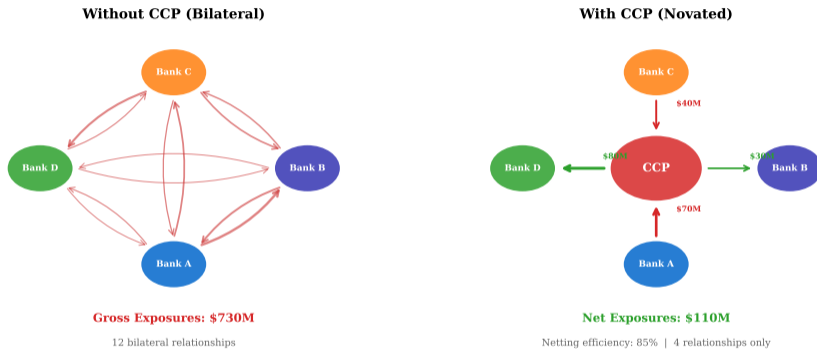 Without CCP (Bilateral)
Bank C
Bank D
Bank B
Bank A
Gross Exposures: $730M
12 bilateral relationships
With CCP (Novated)
Bank C
$40M
Bank D
CCP
Bank B
$70M
Bank A
Net Exposures: $110M
Netting efficiency: 85% | 4 relationships only